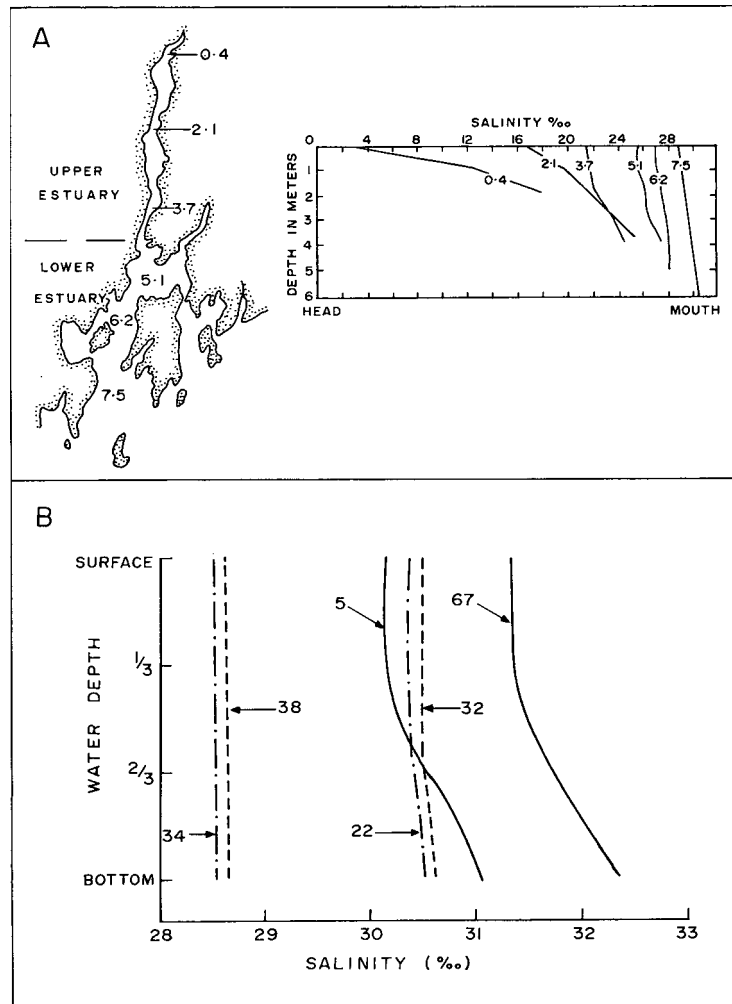 A
0·4
2·1
UPPER
ESTUARY
3·7
LOWER
ESTUARY
5·1
6·2
7·5
SALINITY ‰
0 4 8 12 16 20 24 28
DEPTH IN METERS
1
2
3
4
5
6
0·4
2·1
3·7
5·1
6·2
7·5
HEAD MOUTH
B
SURFACE
1/3
2/3
BOTTOM
WATER DEPTH
5
67
38
32
34
22
28 29 30 31 32 33
SALINITY (‰)